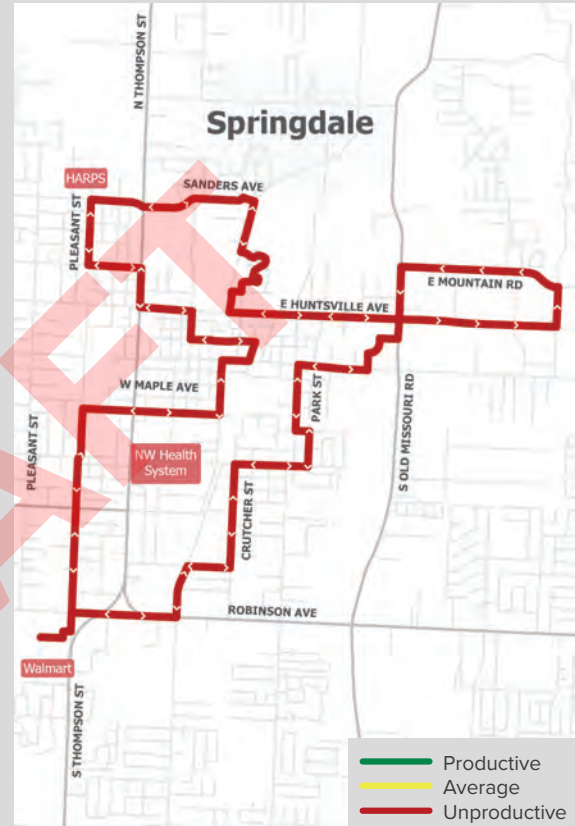 N THOMPSON ST
Springdale
HARPS
SANDERS AVE
PLEASANT ST
E MOUNTAIN RD
E HUNTSVILLE AVE
W MAPLE AVE
PARK ST
S OLD MISSOURI RD
PLEASANT ST
NW Health
System
CRUTCHER ST
ROBINSON AVE
Walmart
S THOMPSON ST
Productive
Average
Unproductive